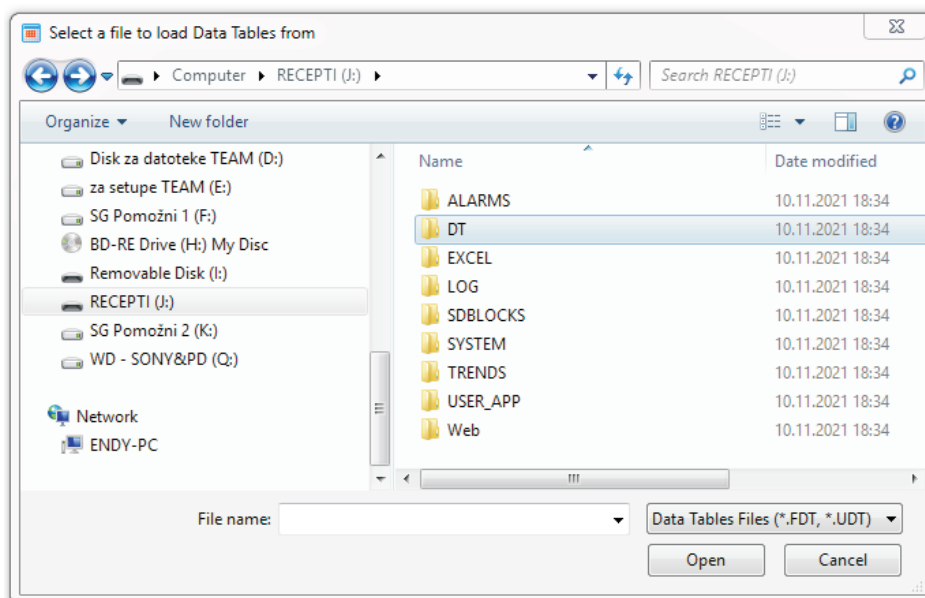 Select a file to load Data Tables from
Computer RECEPTI (J:)
Search RECEPTI (J:)
Organize New folder
Disk za datoteke TEAM (D:)
za setupe TEAM (E:)
SG Pomožni 1 (F:)
BD-RE Drive (H:) My Disc
Removable Disk (I:)
RECEPTI (J:)
SG Pomožni 2 (K:)
WD - SONY&PD (Q:)
Network
ENDY-PC
Name Date modified
ALARMS 10.11.2021 18:34
DT 10.11.2021 18:34
EXCEL 10.11.2021 18:34
LOG 10.11.2021 18:34
SDBLOCKS 10.11.2021 18:34
SYSTEM 10.11.2021 18:34
TRENDS 10.11.2021 18:34
USER_APP 10.11.2021 18:34
Web 10.11.2021 18:34
File name:
Data Tables Files (*.FDT, *.UDT)
Open Cancel